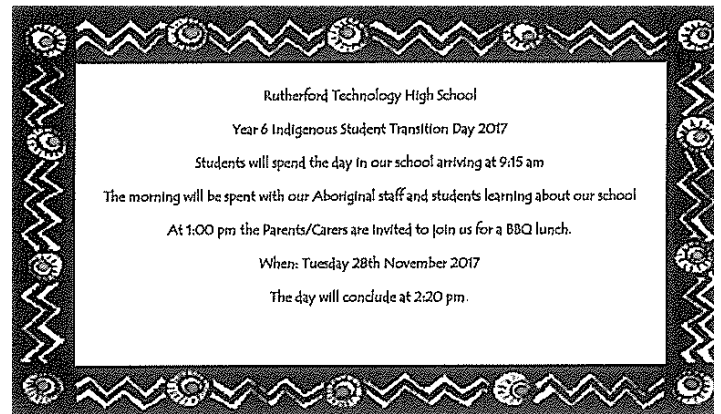 Rutherford Technology High School
Year 6 Indigenous Student Transition Day 2017
Students will spend the day in our school arriving at 9:15 am
The morning will be spent with our Aboriginal staff and students learning about our school
At 1:00 pm the Parents/Carers are invited to join us for a BBQ lunch.
When: Tuesday 28th November 2017
The day will conclude at 2:20 pm.